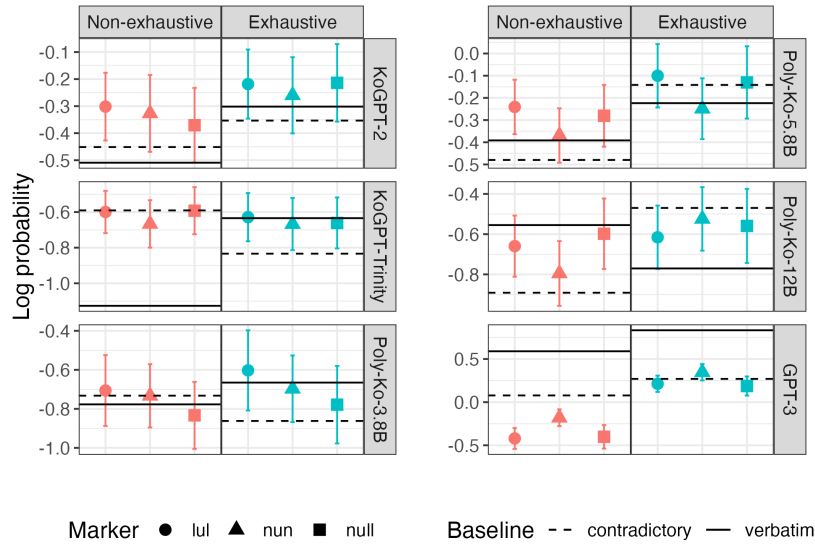 Non-exhaustive Exhaustive
-0.1
-0.2
-0.3
-0.4
-0.5
KoGPT-2
-0.6
-0.8
-1.0
KoGPT-Trinity
-0.4
-0.6
-0.8
-1.0
Poly-Ko-3.8B
Log probability
Non-exhaustive Exhaustive
0.0
-0.1
-0.2
-0.3
-0.4
-0.5
Poly-Ko-5.8B
-0.4
-0.6
-0.8
Poly-Ko-12B
0.5
0.0
-0.5
GPT-3
Marker lul nun null Baseline contradictory verbatim